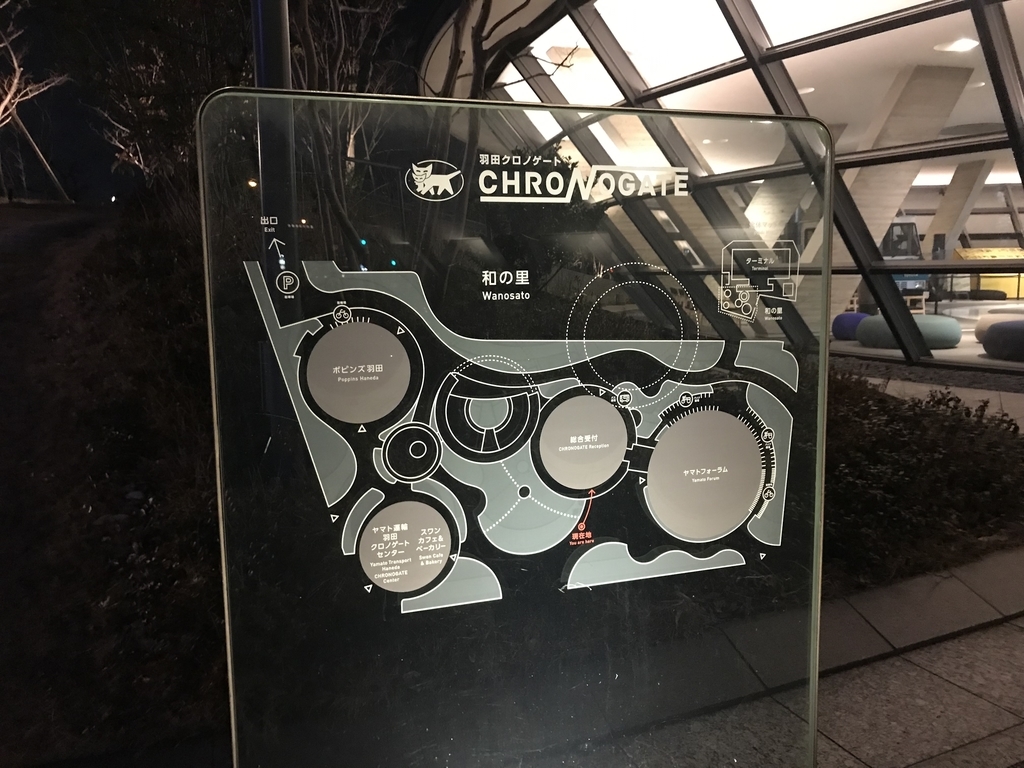 羽田クロノゲート
CHRONOGATE
出口
Exit
P
和の里
Wanosato
ターミナル
Terminal
和の里
Wanosato
ポピンズ羽田
Poppins Haneda
総合受付
CHRONOGATE Reception
ヤマトフォーラム
Yamato Forum
現在地
You are here
ヤマト運輸
羽田
クロノゲート
センター
Yamato Transport
Haneda
CHRONOGATE
Center
スワン
カフェ&
ベーカリー
Swan Cafe
& Bakery